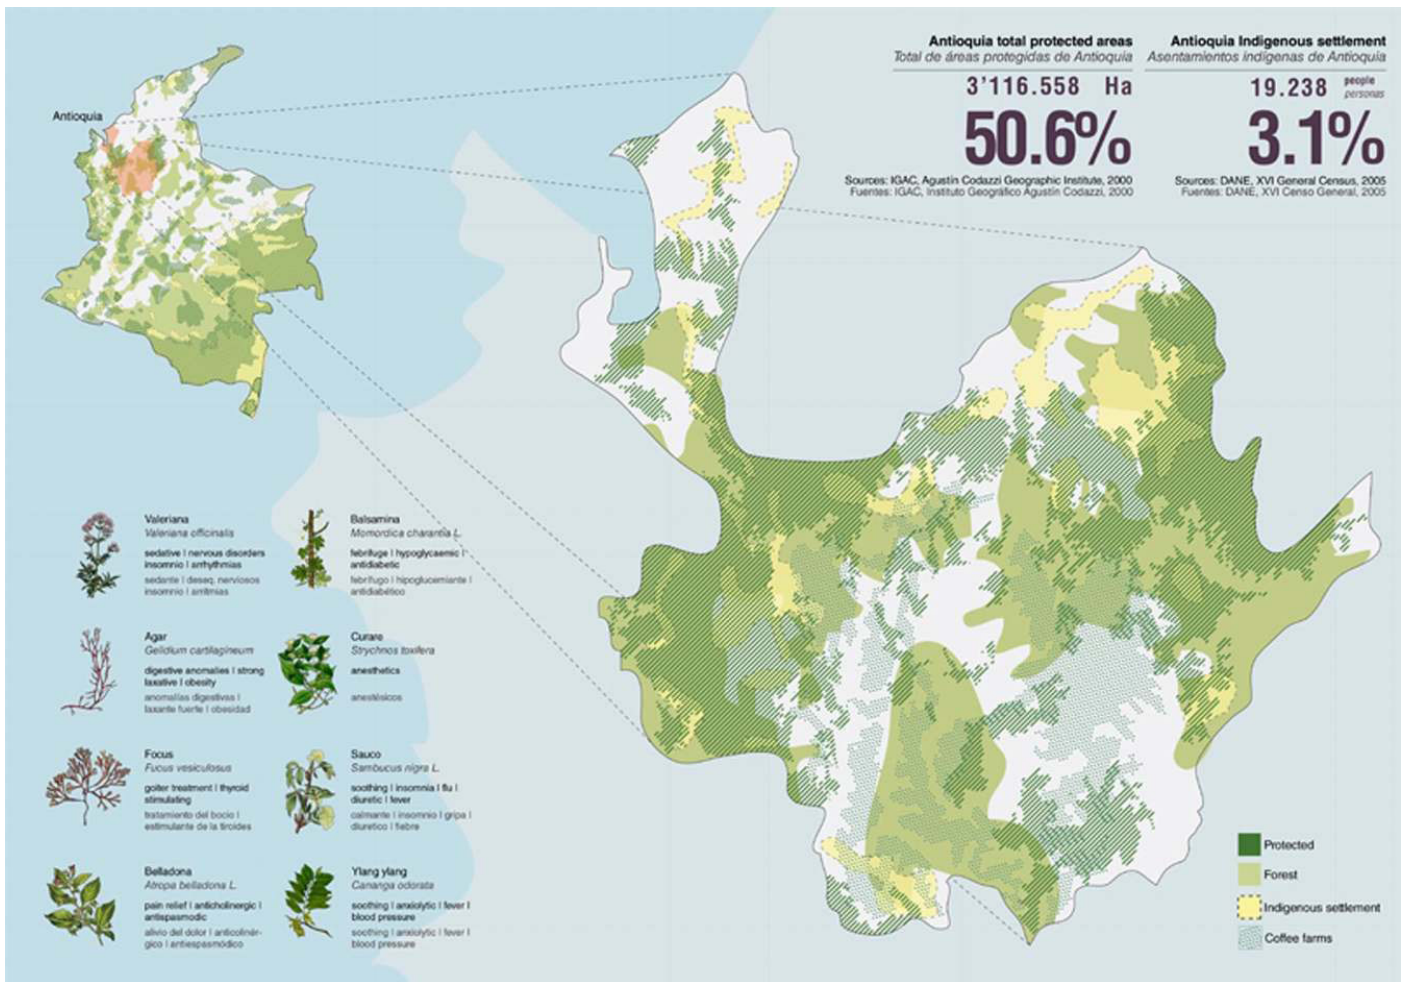 Antioquia total protected areas
Total de áreas protegidas de Antioquia
3'116.558 Ha
50.6%
Sources: IGAC, Agustín Codazzi Geographic Institute, 2000
Fuentes: IGAC, Instituto Geográfico Agustín Codazzi, 2000
Antioquia Indigenous settlement
Asentamientos indígenas de Antioquia
19.238 people
personas
3.1%
Sources: DANE, XVI General Census, 2005
Fuentes: DANE, XVI Censo General, 2005
Antioquia
Valeriana
Valeriana officinalis
sedative | nervous disorders
insomnio | arrhythmias
sedante | deseq. nerviosos
insomnio | arritmias
Balsamina
Momordica charantia L.
febrifuge | hypoglycaemic |
antidiabetic
febrífugo | hipoglucemiante |
antidiabético
Agar
Gelidium cartilagineum
digestive anomalies | strong
laxative | obesity
anomalías digestivas |
laxante fuerte | obesidad
Curare
Strychnos toxifera
anesthetics
anestésicos
Focus
Fucus vesiculosus
goiter treatment | thyroid
stimulating
tratamiento del bocio |
estimulante de la tiroides
Sauco
Sambucus nigra L.
soothing | insomnia | flu |
diuretic | fever
calmante | insomnio | gripa |
diuretico | fiebre
Belladona
Atropa belladona L.
pain relief | anticholinergic |
antispasmodic
alivio del dolor | anticolinér-
gico | antiespasmódico
Ylang ylang
Cananga odorata
soothing | anxiolytic | fever |
blood pressure
soothing | anxiolytic | fever |
blood pressure
Protected
Forest
Indigenous settlement
Coffee farms